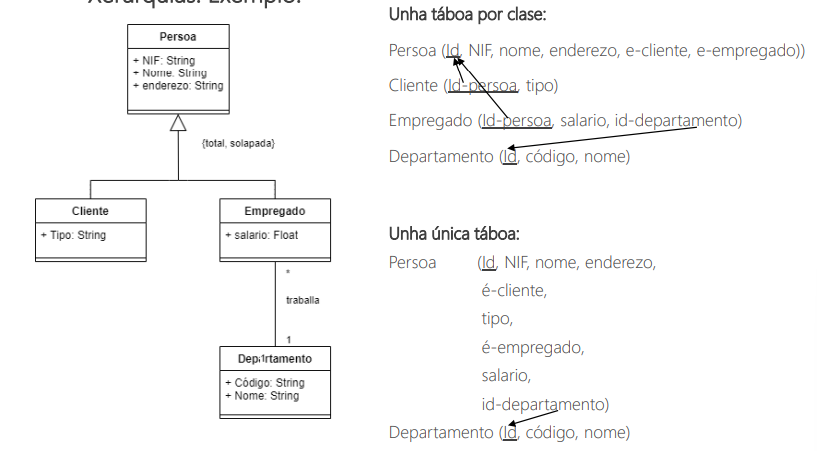 Xerarquías. Exemplo.
Persoa
+ NIF: String
+ Nome: String
+ enderezo: String
{total, solapada}
Cliente
+ Tipo: String
Empregado
+ salario: Float
*
traballa
1
Departamento
+ Código: String
+ Nome: String
Unha táboa por clase:
Persoa (Id, NIF, nome, enderezo, e-cliente, e-empregado))
Cliente (Id-persoa, tipo)
Empregado (Id-persoa, salario, id-departamento)
Departamento (Id, código, nome)
Unha única táboa:
Persoa (Id, NIF, nome, enderezo,
é-cliente,
tipo,
é-empregado,
salario,
id-departamento)
Departamento (Id, código, nome)